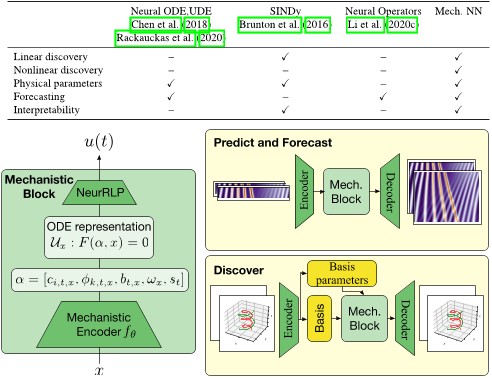 Neural ODE,UDE SINDy Neural Operators Mech. NN
Chen et al. (2018) Brunton et al. (2016) Li et al. (2020c)
Rackauckas et al. (2020)
Linear discovery – ✓ – ✓
Nonlinear discovery – – – ✓
Physical parameters ✓ ✓ – ✓
Forecasting ✓ – ✓ ✓
Interpretability – ✓ – ✓
u(t)
Mechanistic
Block
NeurRLP
ODE representation
𝒰ₓ : F(α, x) = 0
α = [c_{i,t,x}, ϕ_{k,t,x}, b_{t,x}, ω_x, s_t]
Mechanistic
Encoder f_θ
x
Predict and Forecast
Encoder
Mech.
Block
Decoder
Discover
Basis
parameters
Encoder
Basis
Mech.
Block
Decoder